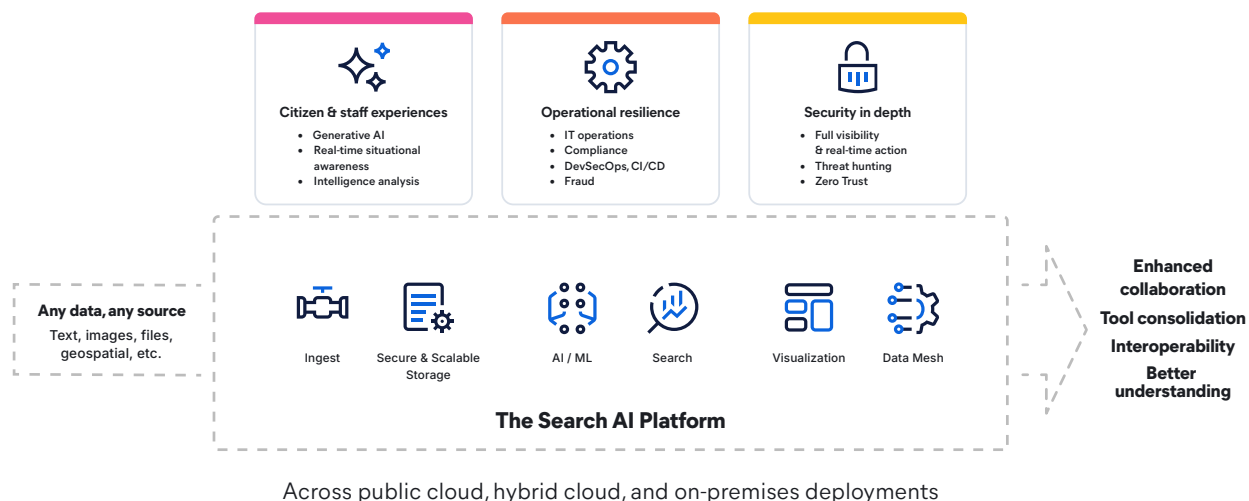 Citizen & staff experiences
• Generative AI
• Real-time situational
awareness
• Intelligence analysis
Operational resilience
• IT operations
• Compliance
• DevSecOps, CI/CD
• Fraud
Security in depth
• Full visibility
& real-time action
• Threat hunting
• Zero Trust
Any data, any source
Text, images, files,
geospatial, etc.
Ingest
Secure & Scalable
Storage
AI / ML
Search
Visualization
Data Mesh
The Search AI Platform
Enhanced
collaboration
Tool consolidation
Interoperability
Better
understanding
Across public cloud, hybrid cloud, and on-premises deployments